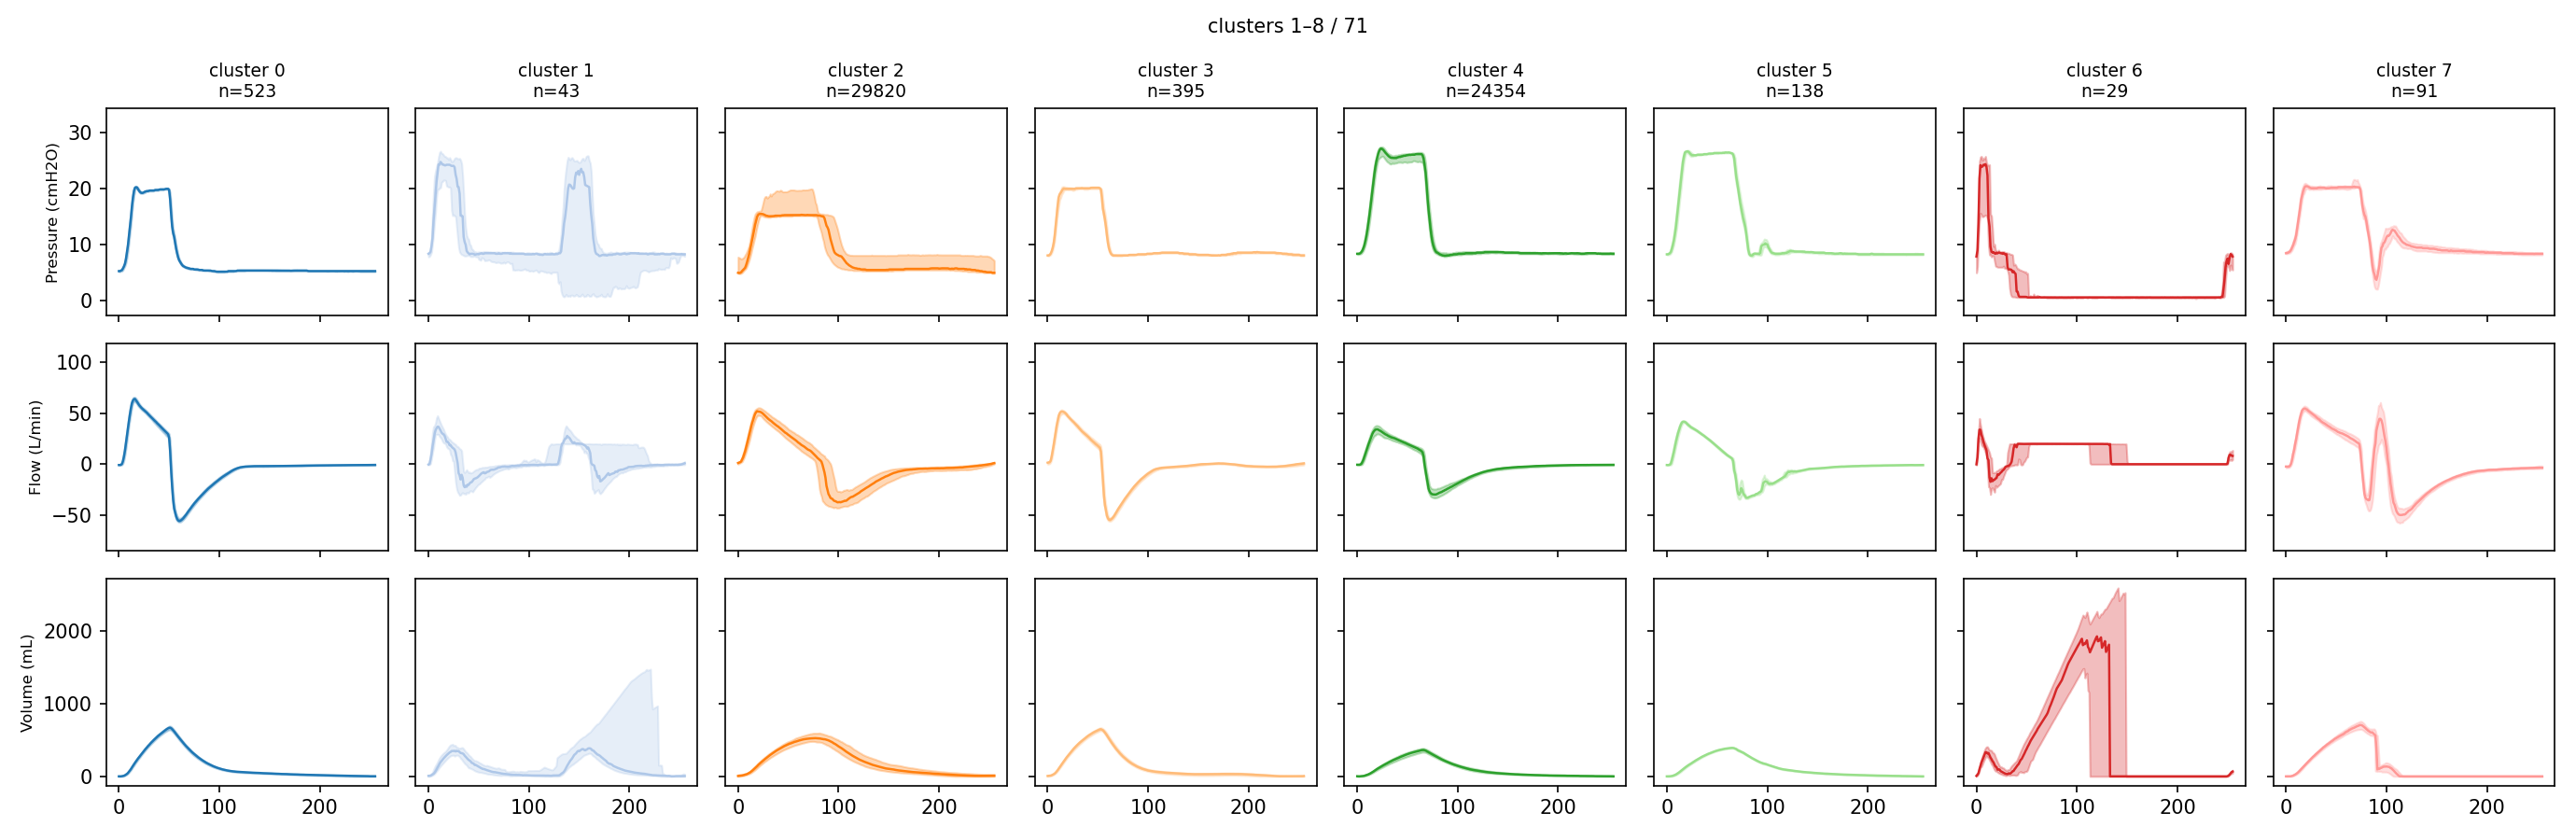 clusters 1–8 / 71
cluster 0
n=523
cluster 1
n=43
cluster 2
n=29820
cluster 3
n=395
cluster 4
n=24354
cluster 5
n=138
cluster 6
n=29
cluster 7
n=91
Pressure (cmH2O)
30
20
10
0
Flow (L/min)
100
50
0
−50
Volume (mL)
2000
1000
0
0 100 200
0 100 200
0 100 200
0 100 200
0 100 200
0 100 200
0 100 200
0 100 200